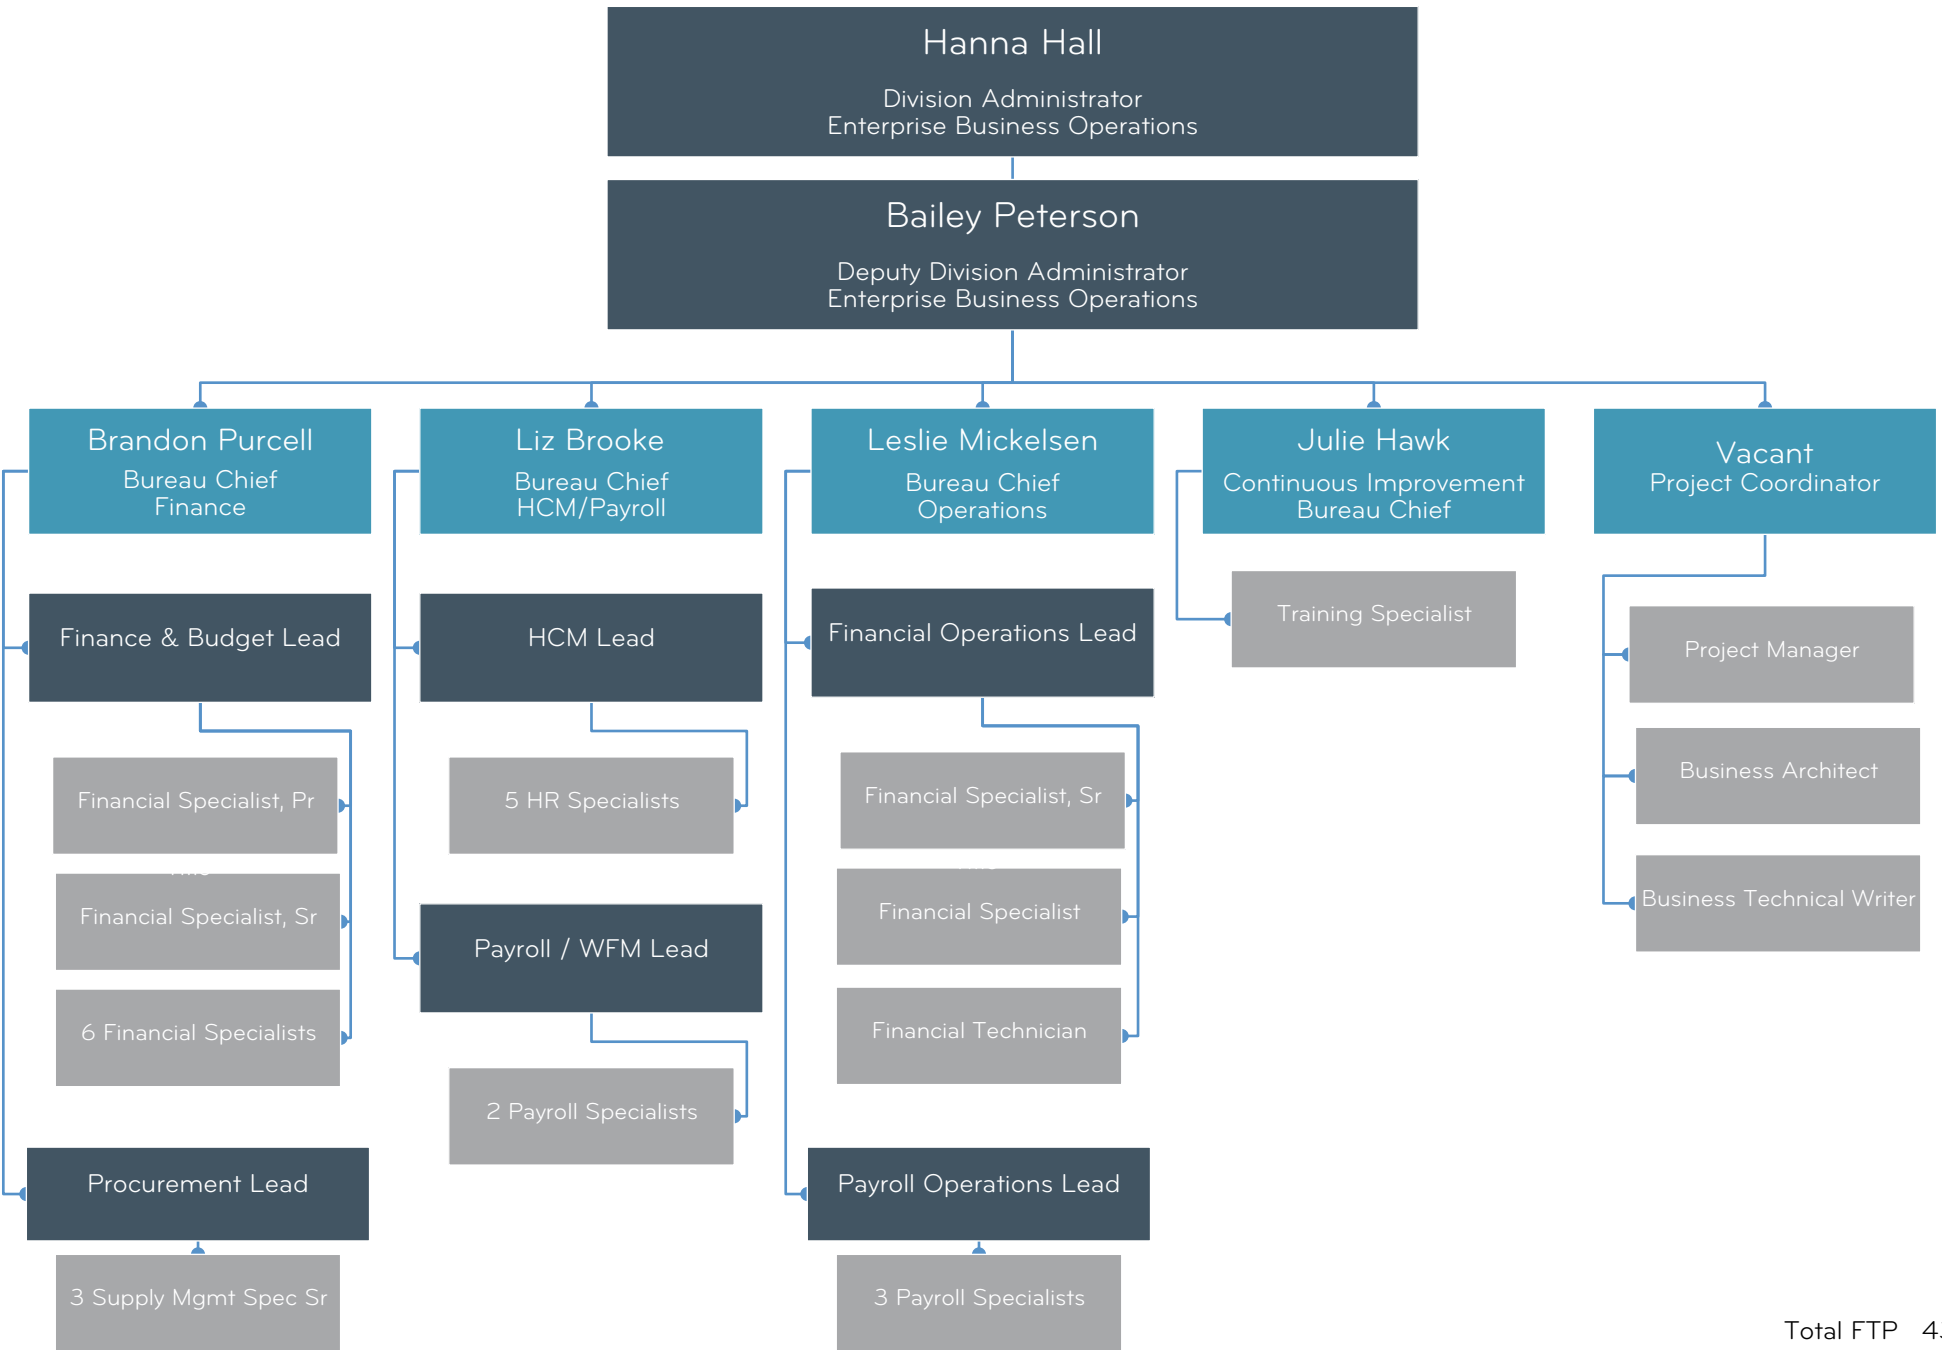 Hanna Hall
Division Administrator
Enterprise Business Operations
Bailey Peterson
Deputy Division Administrator
Enterprise Business Operations
Brandon Purcell
Bureau Chief
Finance
Liz Brooke
Bureau Chief
HCM/Payroll
Leslie Mickelsen
Bureau Chief
Operations
Julie Hawk
Continuous Improvement
Bureau Chief
Vacant
Project Coordinator
Finance & Budget Lead
Financial Specialist, Pr
Financial Specialist, Sr
6 Financial Specialists
Procurement Lead
3 Supply Mgmt Spec Sr
HCM Lead
5 HR Specialists
Payroll / WFM Lead
2 Payroll Specialists
Financial Operations Lead
Financial Specialist, Sr
Financial Specialist
Financial Technician
Payroll Operations Lead
3 Payroll Specialists
Training Specialist
Project Manager
Business Architect
Business Technical Writer
Total FTP